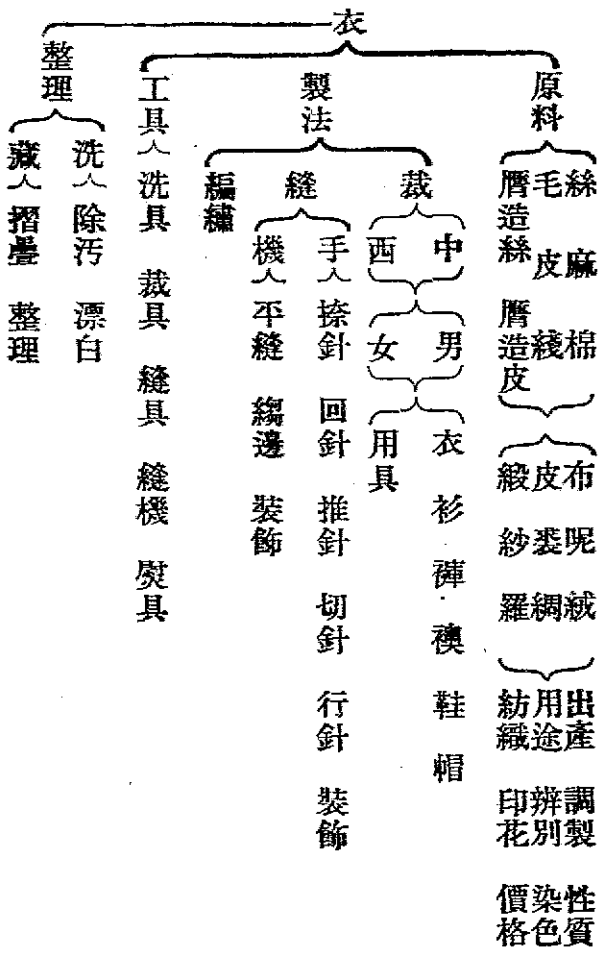 衣
原料
絲 麻 棉
毛 皮 綫
膺造絲 膺造皮
布 呢 絨
皮 裘 綢
緞 紗 羅
出產 調製 性質
用途 辨別 染色
紡織 印花 價格
製法
裁
中 西
男 女
衣 衫 褲 襖 鞋 帽
用具
縫
手 捺針 回針 推針 切針 行針 裝飾
機 平縫 縐邊 裝飾
編繡
工具 洗具 裁具 縫具 縫機 熨具
整理
洗 除污 漂白
藏 摺疊 整理